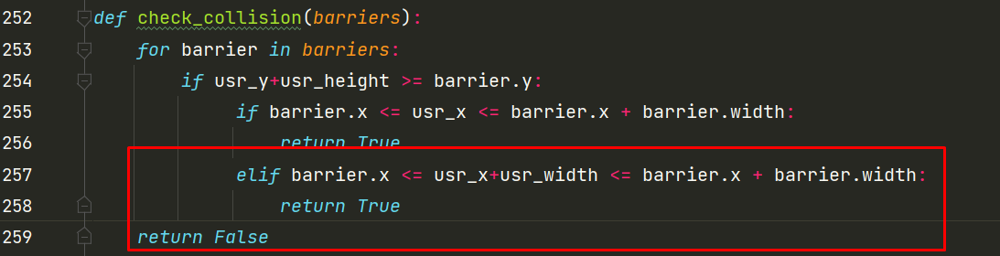 252 def check_collision(barriers):
253 for barrier in barriers:
254 if usr_y+usr_height >= barrier.y:
255 if barrier.x <= usr_x <= barrier.x + barrier.width:
256 return True
257 elif barrier.x <= usr_x+usr_width <= barrier.x + barrier.width:
258 return True
259 return False